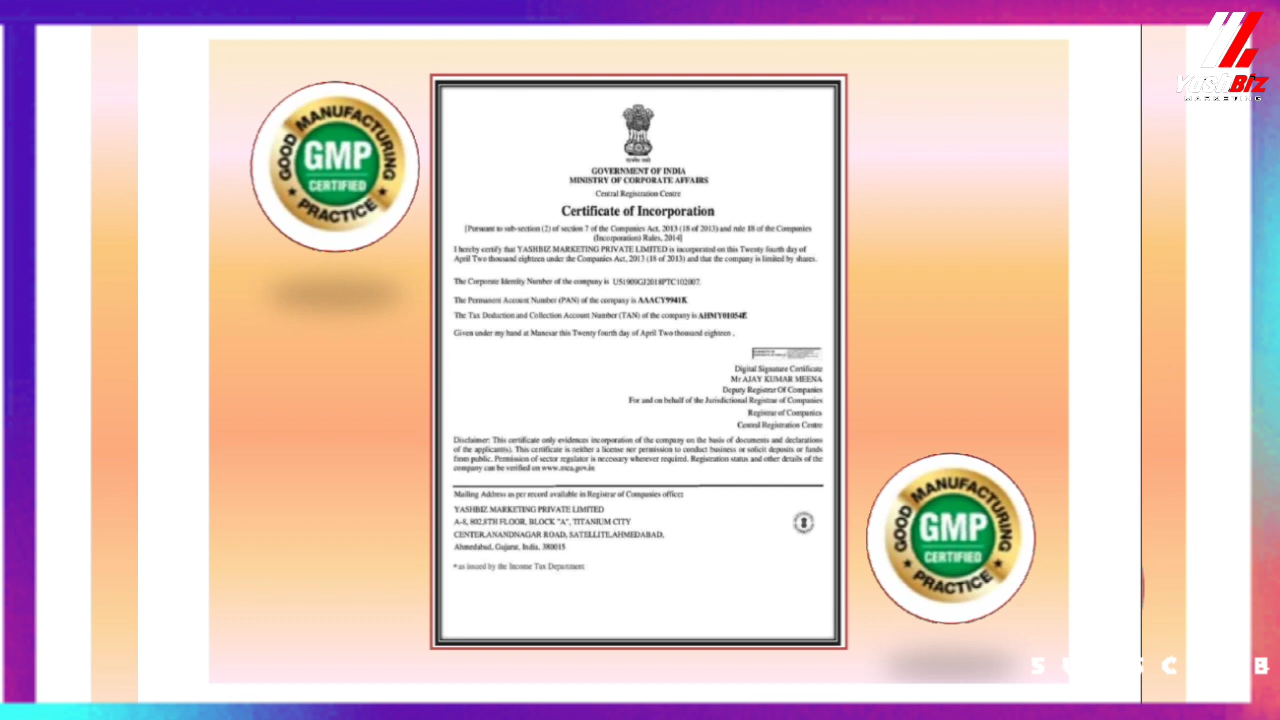 YashBiz
MARKETING
GOOD MANUFACTURING
GMP
CERTIFIED
PRACTICE
GOVERNMENT OF INDIA
MINISTRY OF CORPORATE AFFAIRS
Central Registration Centre
Certificate of Incorporation
[Pursuant to sub-section (2) of section 7 of the Companies Act, 2013 (18 of 2013) and rule 18 of the Companies
(Incorporation) Rules, 2014]
I hereby certify that YASHBIZ MARKETING PRIVATE LIMITED is incorporated on this Twenty fourth day of
April Two thousand eighteen under the Companies Act, 2013 (18 of 2013) and that the company is limited by shares.
The Corporate Identity Number of the company is U51909GJ2018PTC102007.
The Permanent Account Number (PAN) of the company is AAACY9941K
The Tax Deduction and Collection Account Number (TAN) of the company is AHMY01054E
Given under my hand at Manesar this Twenty fourth day of April Two thousand eighteen .
Digital Signature Certificate
Mr AJAY KUMAR MEENA
Deputy Registrar Of Companies
For and on behalf of the Jurisdictional Registrar of Companies
Registrar of Companies
Central Registration Centre
Disclaimer: This certificate only evidences incorporation of the company on the basis of documents and declarations
of the applicant(s). This certificate is neither a license nor permission to conduct business or solicit deposits or funds
from public. Permission of sector regulator is necessary wherever required. Registration status and other details of the
company can be verified on www.mca.gov.in
Mailing Address as per record available in Registrar of Companies office:
YASHBIZ MARKETING PRIVATE LIMITED
A-8, 802,8TH FLOOR, BLOCK "A", TITANIUM CITY
CENTER,ANANDNAGAR ROAD, SATELLITE,AHMEDABAD,
Ahmedabad, Gujarat, India, 380015
* as issued by the Income Tax Department
GOOD MANUFACTURING
GMP
CERTIFIED
PRACTICE